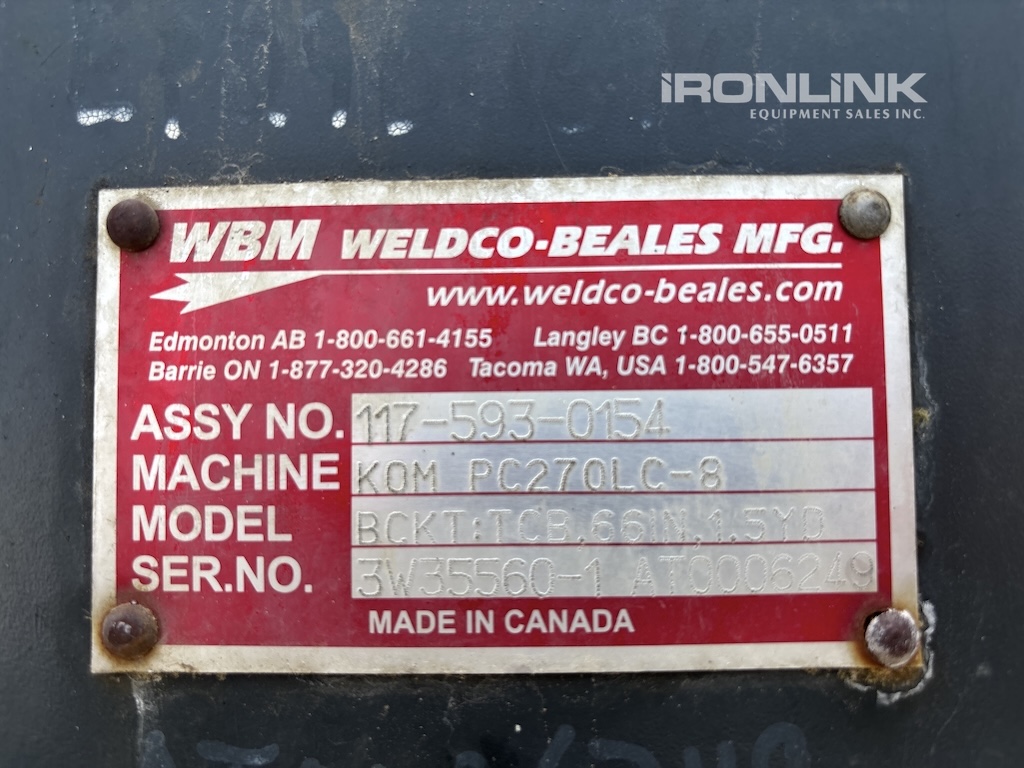 iRONLINK
EQUIPMENT SALES INC.
WBM WELDCO-BEALES MFG.
www.weldco-beales.com
Edmonton AB 1-800-661-4155 Langley BC 1-800-655-0511
Barrie ON 1-877-320-4286 Tacoma WA, USA 1-800-547-6357
ASSY NO. 117-593-0154
MACHINE KOM PC270LC-8
MODEL BCKT:TCB,66IN,1.5YD
SER.NO. 3W35560-1 AT0006249
MADE IN CANADA